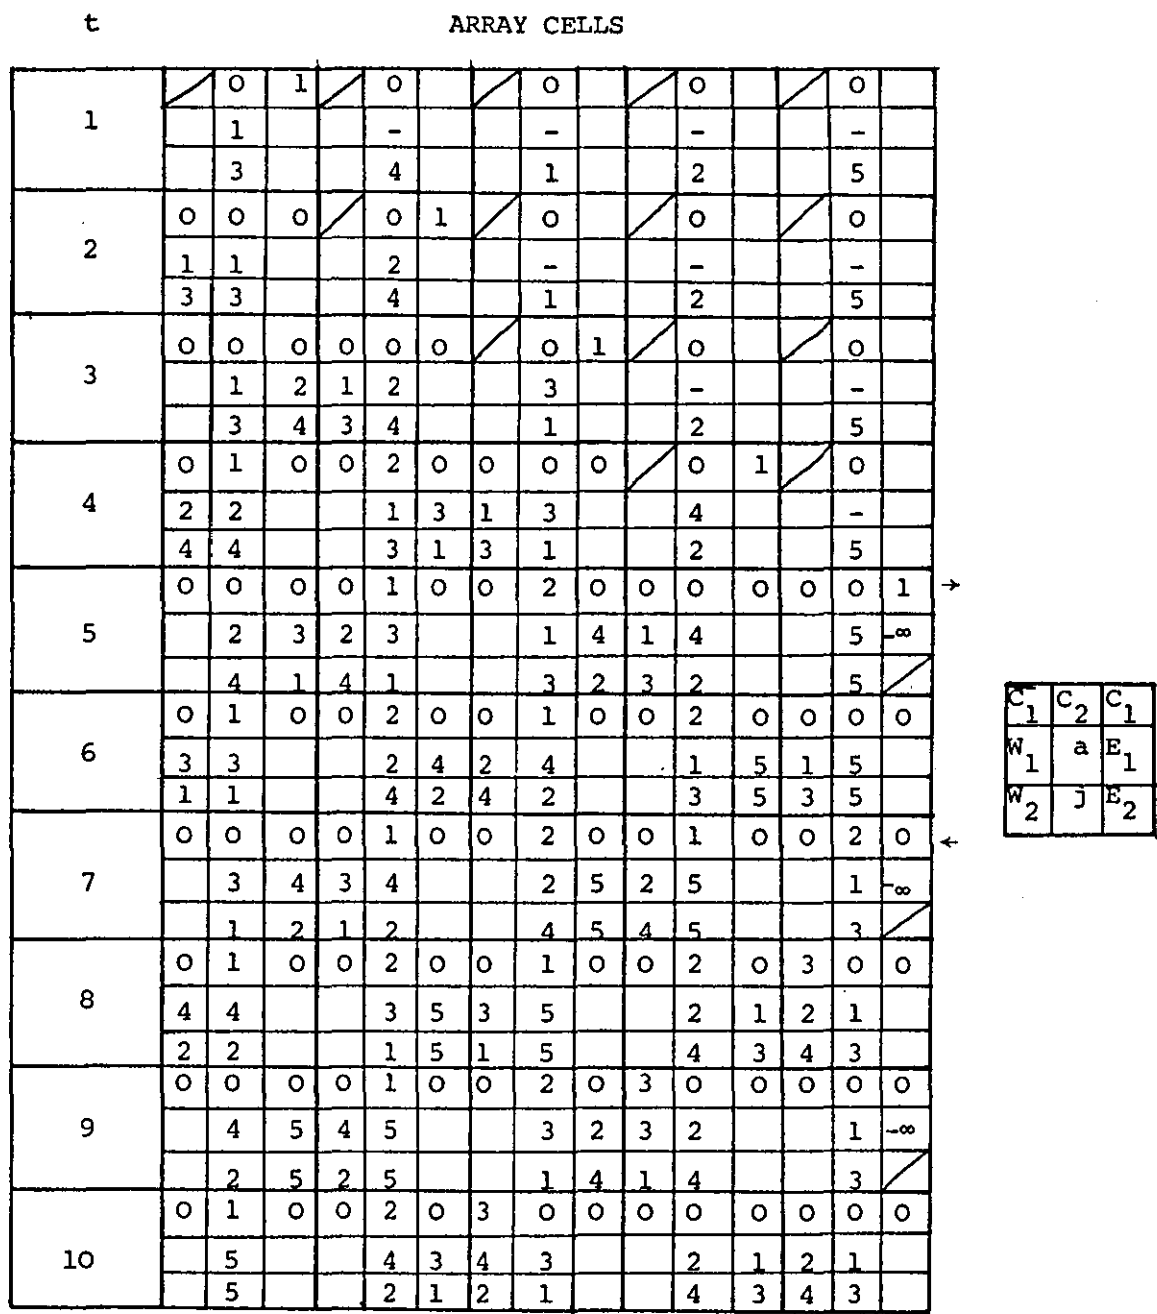 t ARRAY CELLS
0 1 0 0 0 0
1 1 - - - -
3 4 1 2 5
0 0 0 0 1 0 0 0
2 1 1 2 - - -
3 3 4 1 2 5
0 0 0 0 0 0 0 1 0 0
3 1 2 1 2 3 - -
3 4 3 4 1 2 5
0 1 0 0 2 0 0 0 0 0 1 0
4 2 2 1 3 1 3 4 -
4 4 3 1 3 1 2 5
0 0 0 0 1 0 0 2 0 0 0 0 0 0 1 →
5 2 3 2 3 1 4 1 4 5 -∞
4 1 4 1 3 2 3 2 5
0 1 0 0 2 0 0 1 0 0 2 0 0 0 0
6 3 3 2 4 2 4 1 5 1 5
1 1 4 2 4 2 3 5 3 5
C̄1 C2 C1
W1 a E1
W2 j E2
0 0 0 0 1 0 0 2 0 0 1 0 0 2 0 ←
7 3 4 3 4 2 5 2 5 1 -∞
1 2 1 2 4 5 4 5 3
0 1 0 0 2 0 0 1 0 0 2 0 3 0 0
8 4 4 3 5 3 5 2 1 2 1
2 2 1 5 1 5 4 3 4 3
0 0 0 0 1 0 0 2 0 3 0 0 0 0 0
9 4 5 4 5 3 2 3 2 1 -∞
2 5 2 5 1 4 1 4 3
0 1 0 0 2 0 3 0 0 0 0 0 0 0 0
10 5 4 3 4 3 2 1 2 1
5 2 1 2 1 4 3 4 3